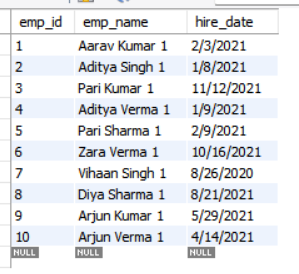 emp_id emp_name hire_date
1 Aarav Kumar 1 2/3/2021
2 Aditya Singh 1 1/8/2021
3 Pari Kumar 1 11/12/2021
4 Aditya Verma 1 1/9/2021
5 Pari Sharma 1 2/9/2021
6 Zara Verma 1 10/16/2021
7 Vihaan Singh 1 8/26/2020
8 Diya Sharma 1 8/21/2021
9 Arjun Kumar 1 5/29/2021
10 Arjun Verma 1 4/14/2021
NULL NULL NULL